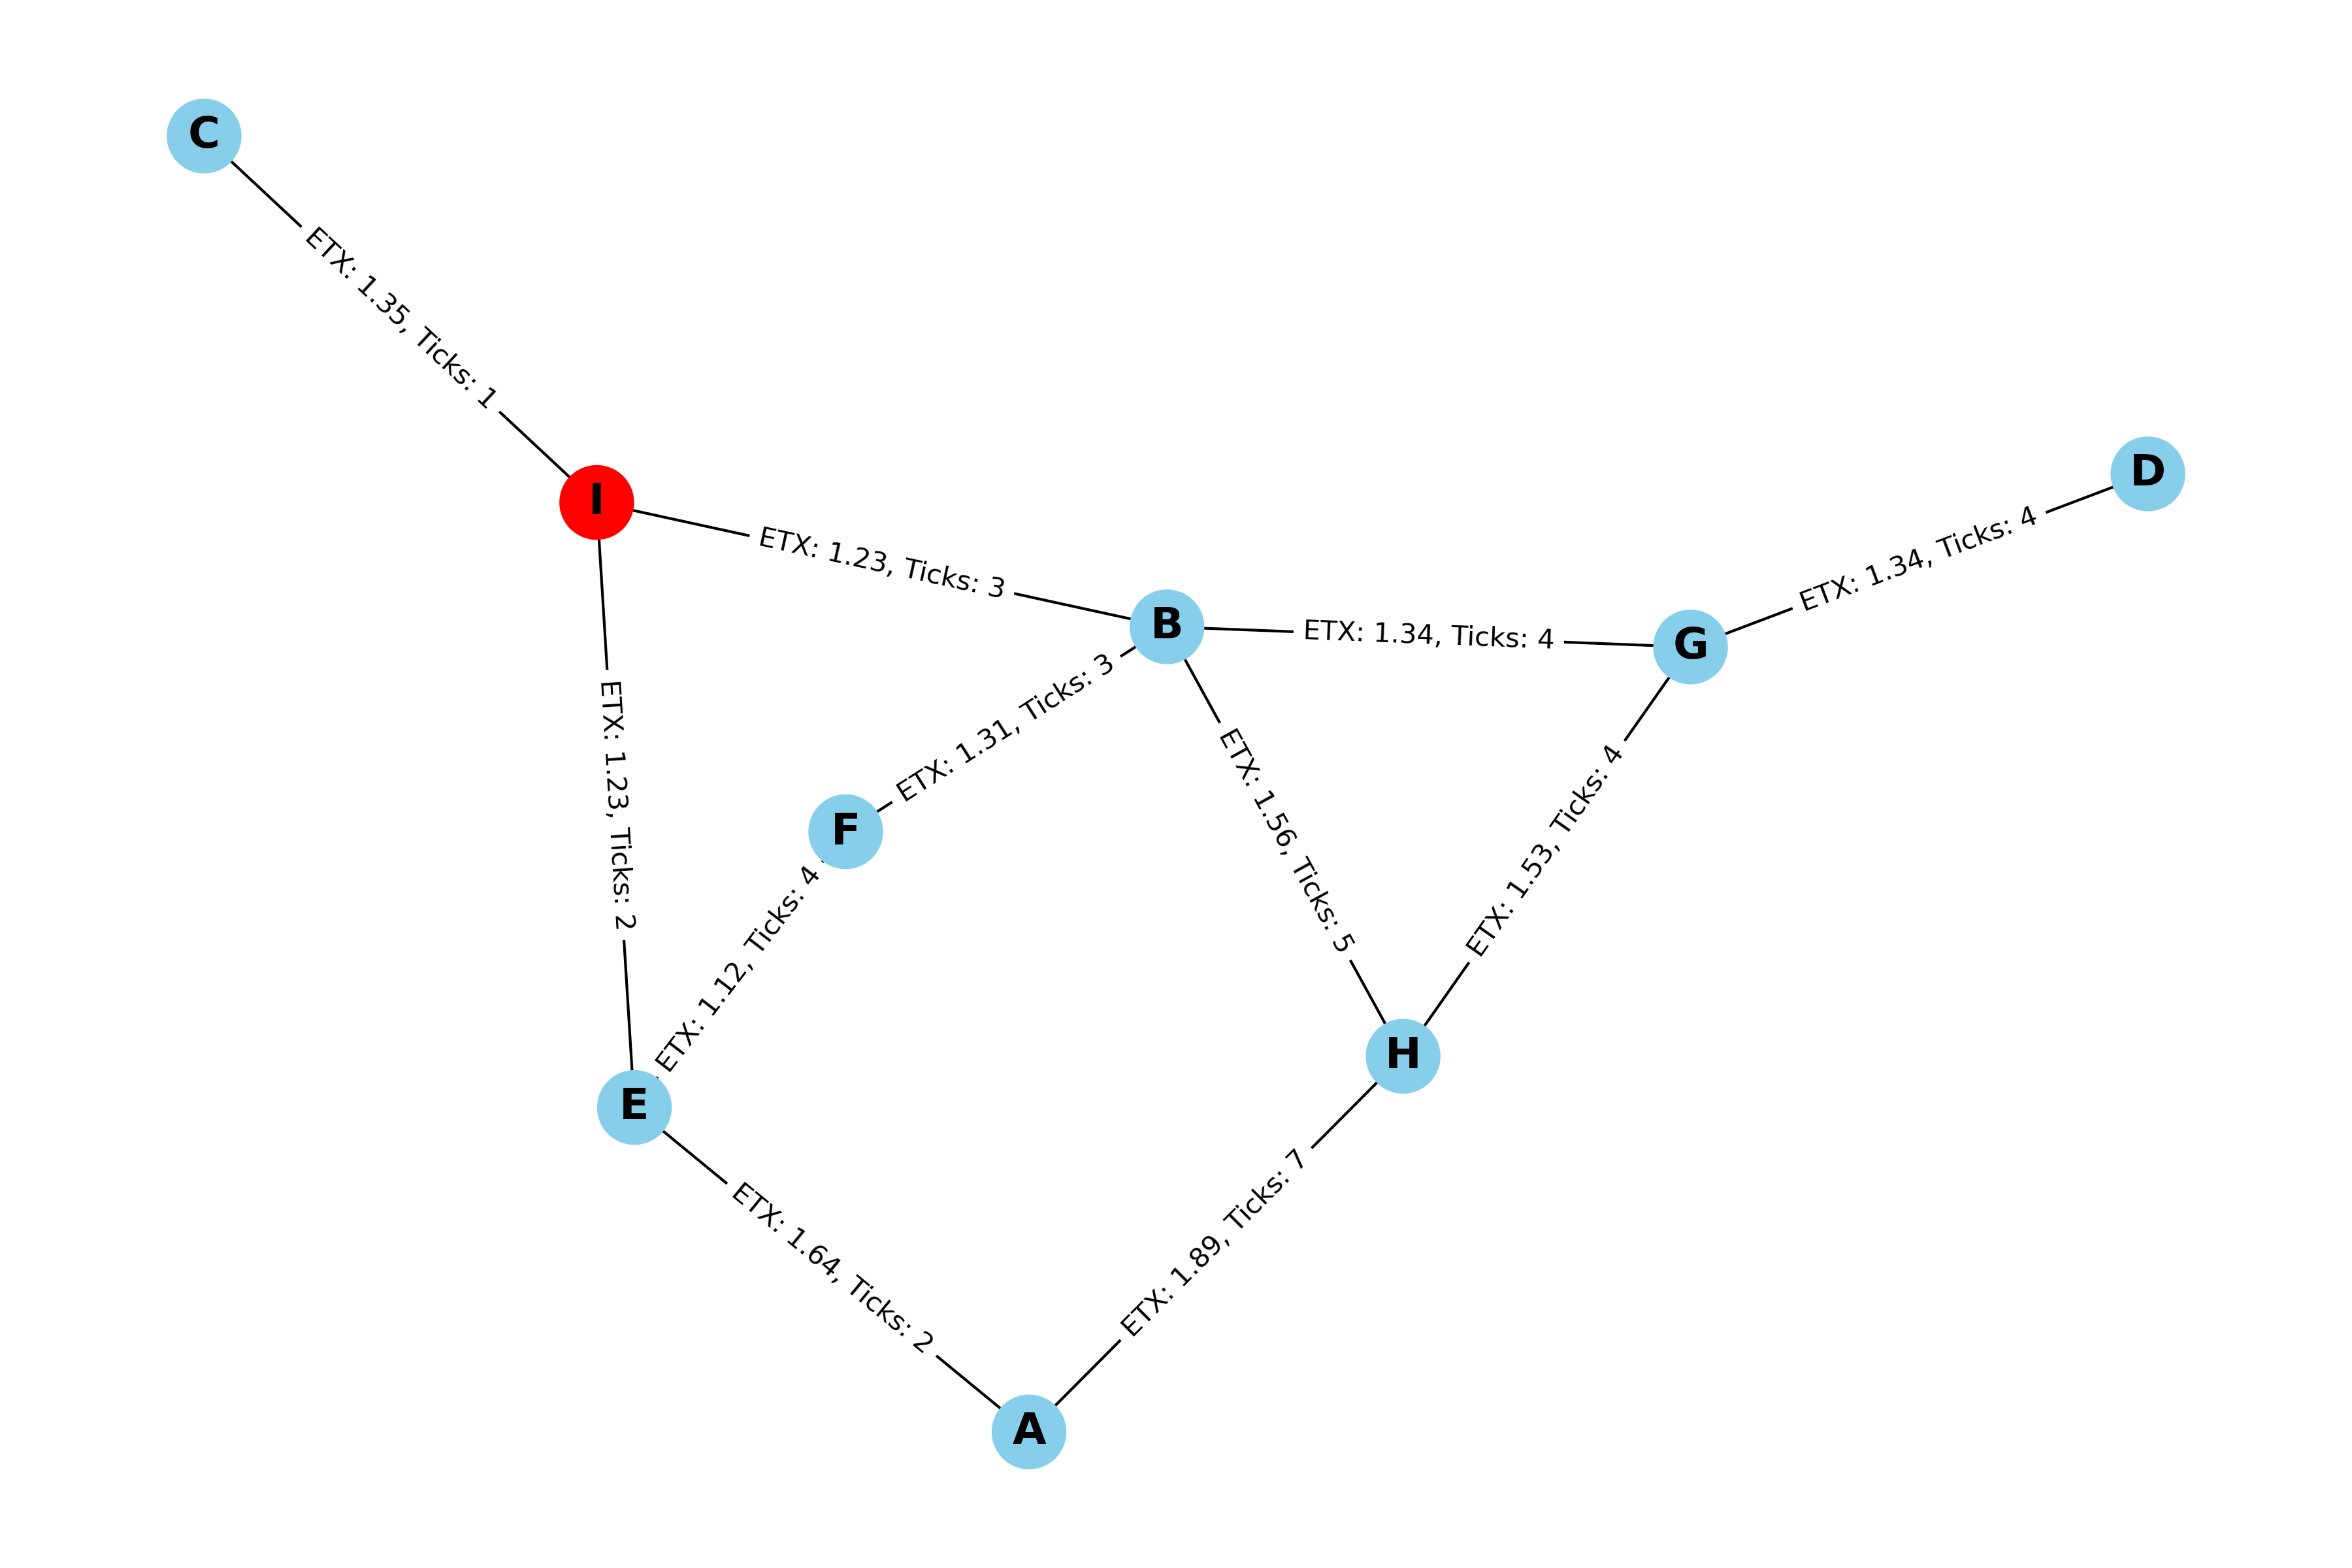 C
ETX: 1.35, Ticks: 1
I
D
ETX: 1.23, Ticks: 3
ETX: 1.34, Ticks: 4
B
ETX: 1.34, Ticks: 4
G
ETX: 1.23, Ticks: 2
ETX: 1.31, Ticks: 3
F
ETX: 1.56, Ticks: 5
ETX: 1.53, Ticks: 4
ETX: 1.12, Ticks: 4
H
E
ETX: 1.64, Ticks: 2
ETX: 1.89, Ticks: 7
A